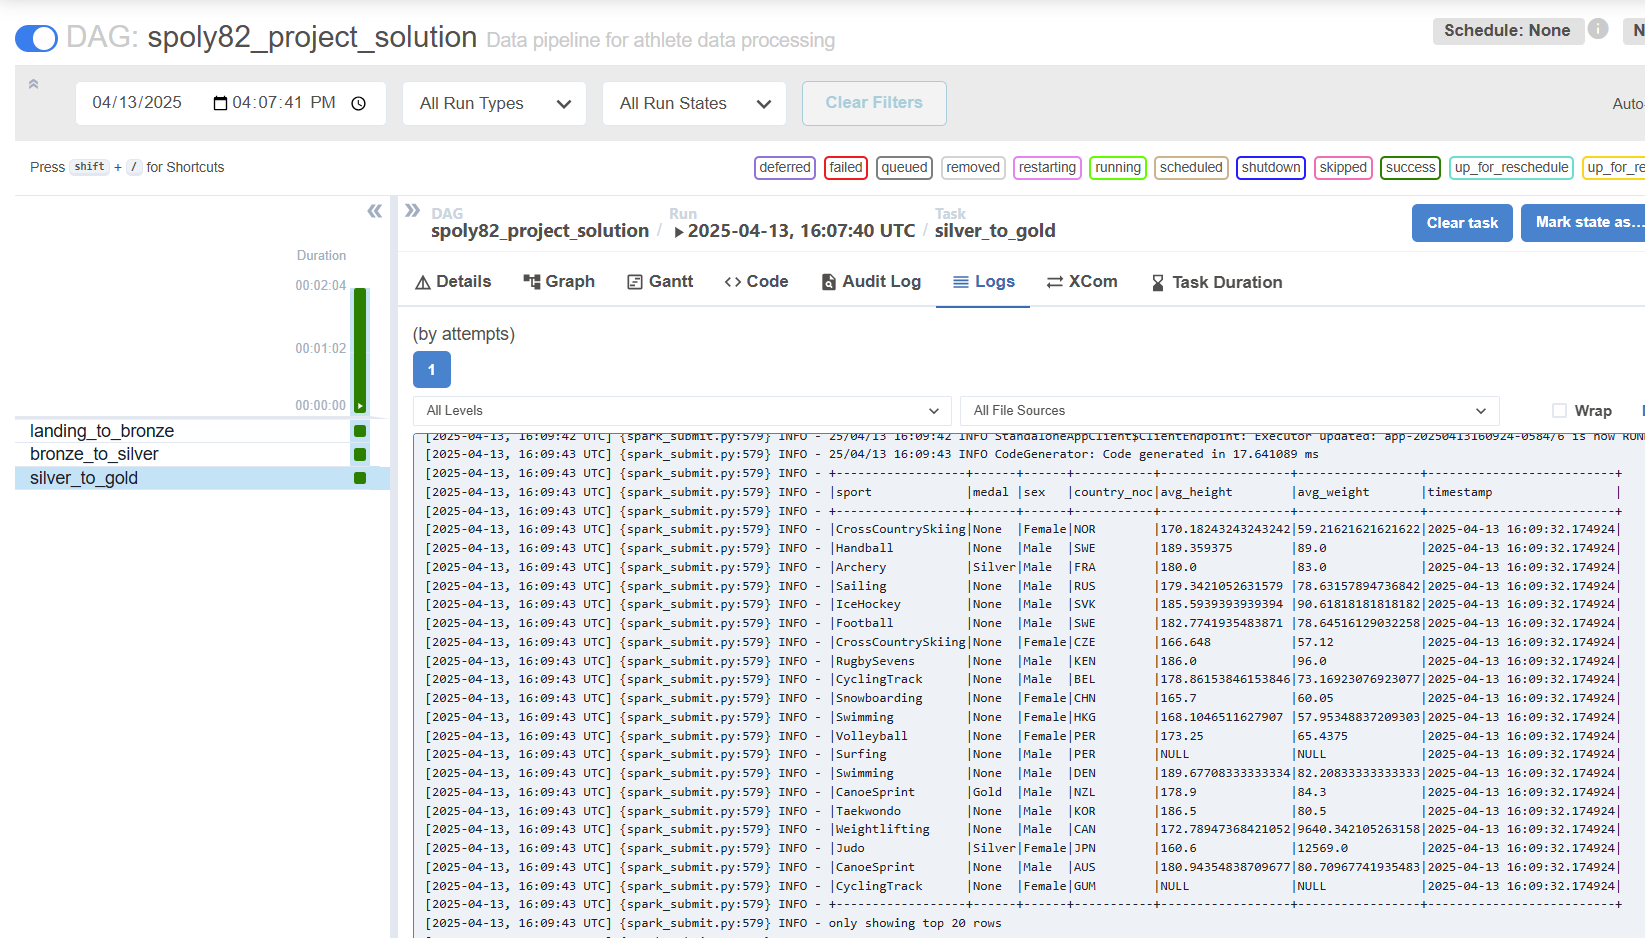 DAG: spoly82_project_solution Data pipeline for athlete data processing
Schedule: None
04/13/2025 04:07:41 PM
All Run Types
All Run States
Clear Filters
Auto-
Press shift + / for Shortcuts
deferred failed queued removed restarting running scheduled shutdown skipped success up_for_reschedule up_for_re
DAG Run Task
spoly82_project_solution / 2025-04-13, 16:07:40 UTC / silver_to_gold
Clear task
Mark state as...
Duration
00:02:04
00:01:02
00:00:00
landing_to_bronze
bronze_to_silver
silver_to_gold
Details Graph Gantt Code Audit Log Logs XCom Task Duration
(by attempts)
1
All Levels
All File Sources
Wrap
[2025-04-13, 16:09:42 UTC] {spark_submit.py:579} INFO - 25/04/13 16:09:42 INFO StandaloneAppClient$ClientEndpoint: Executor updated: app-20250413160924-0584/6 is now RUNN
[2025-04-13, 16:09:43 UTC] {spark_submit.py:579} INFO - 25/04/13 16:09:43 INFO CodeGenerator: Code generated in 17.641089 ms
[2025-04-13, 16:09:43 UTC] {spark_submit.py:579} INFO - +-----------------+------+------+-----------+-----------------+-----------------+--------------------------+
[2025-04-13, 16:09:43 UTC] {spark_submit.py:579} INFO - |sport            |medal |sex   |country_noc|avg_height       |avg_weight       |timestamp                 |
[2025-04-13, 16:09:43 UTC] {spark_submit.py:579} INFO - +-----------------+------+------+-----------+-----------------+-----------------+--------------------------+
[2025-04-13, 16:09:43 UTC] {spark_submit.py:579} INFO - |CrossCountrySkiing|None  |Female|NOR        |170.18243243243242|59.21621621621622|2025-04-13 16:09:32.174924|
[2025-04-13, 16:09:43 UTC] {spark_submit.py:579} INFO - |Handball         |None  |Male  |SWE        |189.359375       |89.0             |2025-04-13 16:09:32.174924|
[2025-04-13, 16:09:43 UTC] {spark_submit.py:579} INFO - |Archery          |Silver|Male  |FRA        |180.0            |83.0             |2025-04-13 16:09:32.174924|
[2025-04-13, 16:09:43 UTC] {spark_submit.py:579} INFO - |Sailing          |None  |Male  |RUS        |179.3421052631579 |78.63157894736842|2025-04-13 16:09:32.174924|
[2025-04-13, 16:09:43 UTC] {spark_submit.py:579} INFO - |IceHockey        |None  |Male  |SVK        |185.5939393939394 |90.61818181818182|2025-04-13 16:09:32.174924|
[2025-04-13, 16:09:43 UTC] {spark_submit.py:579} INFO - |Football         |None  |Male  |SWE        |182.7741935483871 |78.64516129032258|2025-04-13 16:09:32.174924|
[2025-04-13, 16:09:43 UTC] {spark_submit.py:579} INFO - |CrossCountrySkiing|None  |Female|CZE        |166.648          |57.12            |2025-04-13 16:09:32.174924|
[2025-04-13, 16:09:43 UTC] {spark_submit.py:579} INFO - |RugbySevens      |None  |Male  |KEN        |186.0            |96.0             |2025-04-13 16:09:32.174924|
[2025-04-13, 16:09:43 UTC] {spark_submit.py:579} INFO - |CyclingTrack     |None  |Male  |BEL        |178.86153846153846|73.16923076923077|2025-04-13 16:09:32.174924|
[2025-04-13, 16:09:43 UTC] {spark_submit.py:579} INFO - |Snowboarding     |None  |Female|CHN        |165.7            |60.05            |2025-04-13 16:09:32.174924|
[2025-04-13, 16:09:43 UTC] {spark_submit.py:579} INFO - |Swimming         |None  |Female|HKG        |168.1046511627907 |57.95348837209303|2025-04-13 16:09:32.174924|
[2025-04-13, 16:09:43 UTC] {spark_submit.py:579} INFO - |Volleyball       |None  |Female|PER        |173.25           |65.4375          |2025-04-13 16:09:32.174924|
[2025-04-13, 16:09:43 UTC] {spark_submit.py:579} INFO - |Surfing          |None  |Male  |PER        |NULL             |NULL             |2025-04-13 16:09:32.174924|
[2025-04-13, 16:09:43 UTC] {spark_submit.py:579} INFO - |Swimming         |None  |Male  |DEN        |189.67708333333334|82.20833333333333|2025-04-13 16:09:32.174924|
[2025-04-13, 16:09:43 UTC] {spark_submit.py:579} INFO - |CanoeSprint      |Gold  |Male  |NZL        |178.9            |84.3             |2025-04-13 16:09:32.174924|
[2025-04-13, 16:09:43 UTC] {spark_submit.py:579} INFO - |Taekwondo        |None  |Male  |KOR        |186.5            |80.5             |2025-04-13 16:09:32.174924|
[2025-04-13, 16:09:43 UTC] {spark_submit.py:579} INFO - |Weightlifting    |None  |Male  |CAN        |172.78947368421052|9640.342105263158|2025-04-13 16:09:32.174924|
[2025-04-13, 16:09:43 UTC] {spark_submit.py:579} INFO - |Judo             |Silver|Female|JPN        |160.6            |12569.0          |2025-04-13 16:09:32.174924|
[2025-04-13, 16:09:43 UTC] {spark_submit.py:579} INFO - |CanoeSprint      |None  |Male  |AUS        |180.94354838709677|80.70967741935483|2025-04-13 16:09:32.174924|
[2025-04-13, 16:09:43 UTC] {spark_submit.py:579} INFO - |CyclingTrack     |None  |Female|GUM        |NULL             |NULL             |2025-04-13 16:09:32.174924|
[2025-04-13, 16:09:43 UTC] {spark_submit.py:579} INFO - +-----------------+------+------+-----------+-----------------+-----------------+--------------------------+
[2025-04-13, 16:09:43 UTC] {spark_submit.py:579} INFO - only showing top 20 rows